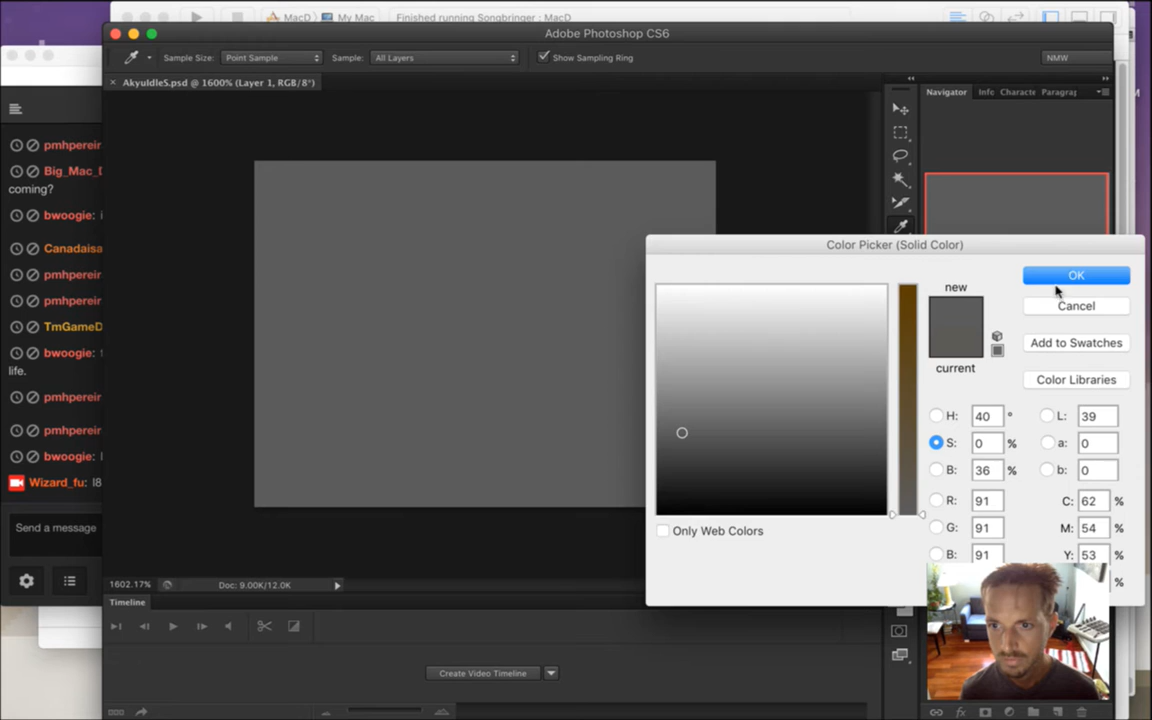 MacD
My Mac
Finished running Songbringer : MacD
Adobe Photoshop CS6
Sample Size: Point Sample
Sample: All Layers
Show Sampling Ring
NMW
× AkyuIdleS.psd @ 1600% (Layer 1, RGB/8*)
Navigator Info Characte Paragra
pmhpereir
Big_Mac_D
coming?
bwoogie:
Canadaisa
pmhpereir
pmhpereir
TmGameD
bwoogie:
life.
pmhpereir
pmhpereir
bwoogie:
Wizard_fu: l8
Send a message
Color Picker (Solid Color)
new
current
OK
Cancel
Add to Swatches
Color Libraries
H: 40 °
S: 0 %
B: 36 %
R: 91
G: 91
B: 91
L: 39
a: 0
b: 0
C: 62 %
M: 54 %
Y: 53 %
%
Only Web Colors
1602.17%
Doc: 9.00K/12.0K
Timeline
Create Video Timeline
fx